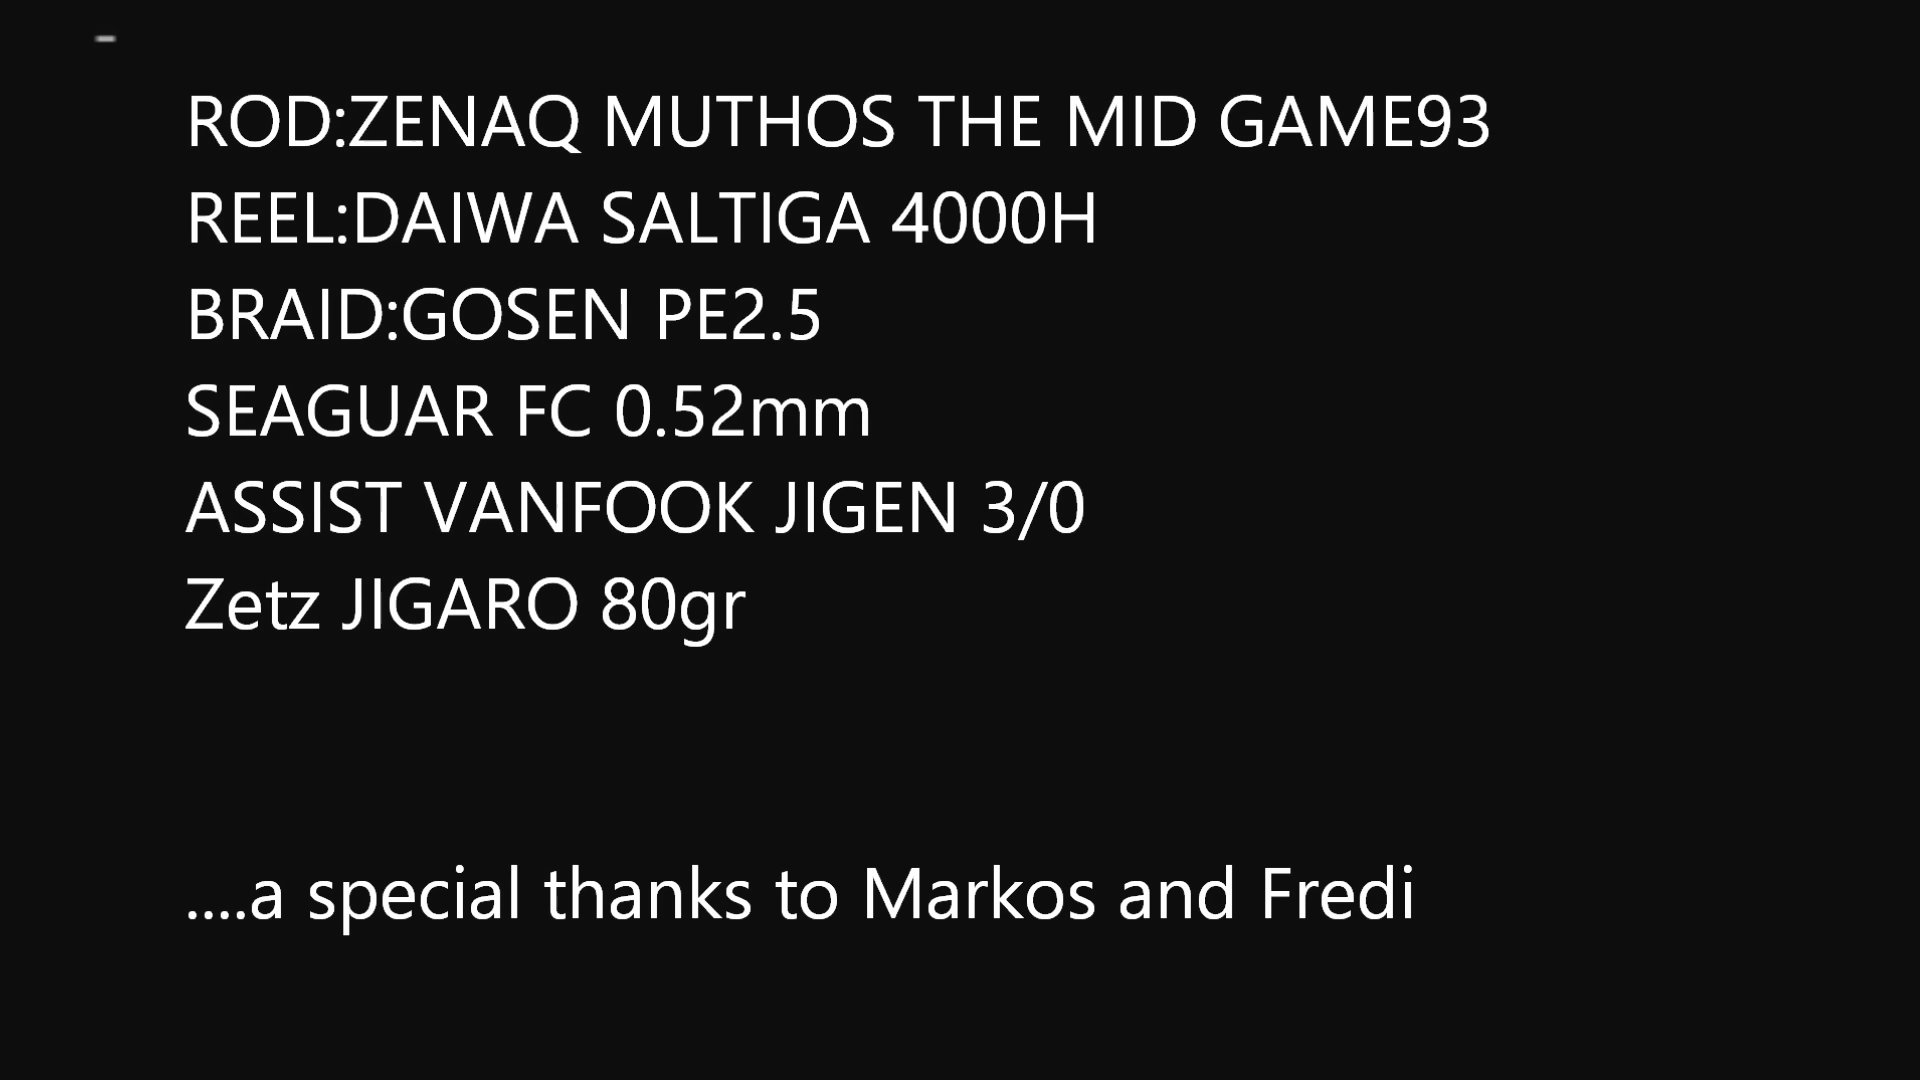 ROD:ZENAQ MUTHOS THE MID GAME93
REEL:DAIWA SALTIGA 4000H
BRAID:GOSEN PE2.5
SEAGUAR FC 0.52mm
ASSIST VANFOOK JIGEN 3/0
Zetz JIGARO 80gr
....a special thanks to Markos and Fredi